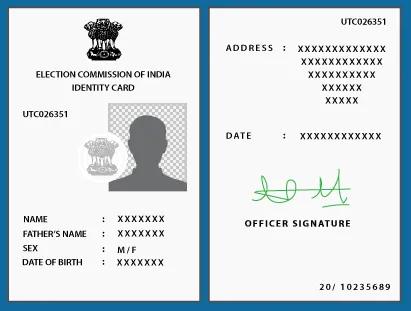 ELECTION COMMISSION OF INDIA
IDENTITY CARD
UTC026351
NAME : XXXXXXX
FATHER'S NAME : XXXXXXX
SEX : M / F
DATE OF BIRTH : XXXXXXX
UTC026351
ADDRESS : XXXXXXXXXXXXX
XXXXXXXXXXXX
XXXXXXXXXX
XXXXXX
XXXXX
DATE : XXXXXXXXXXXX
OFFICER SIGNATURE
20/ 10235689